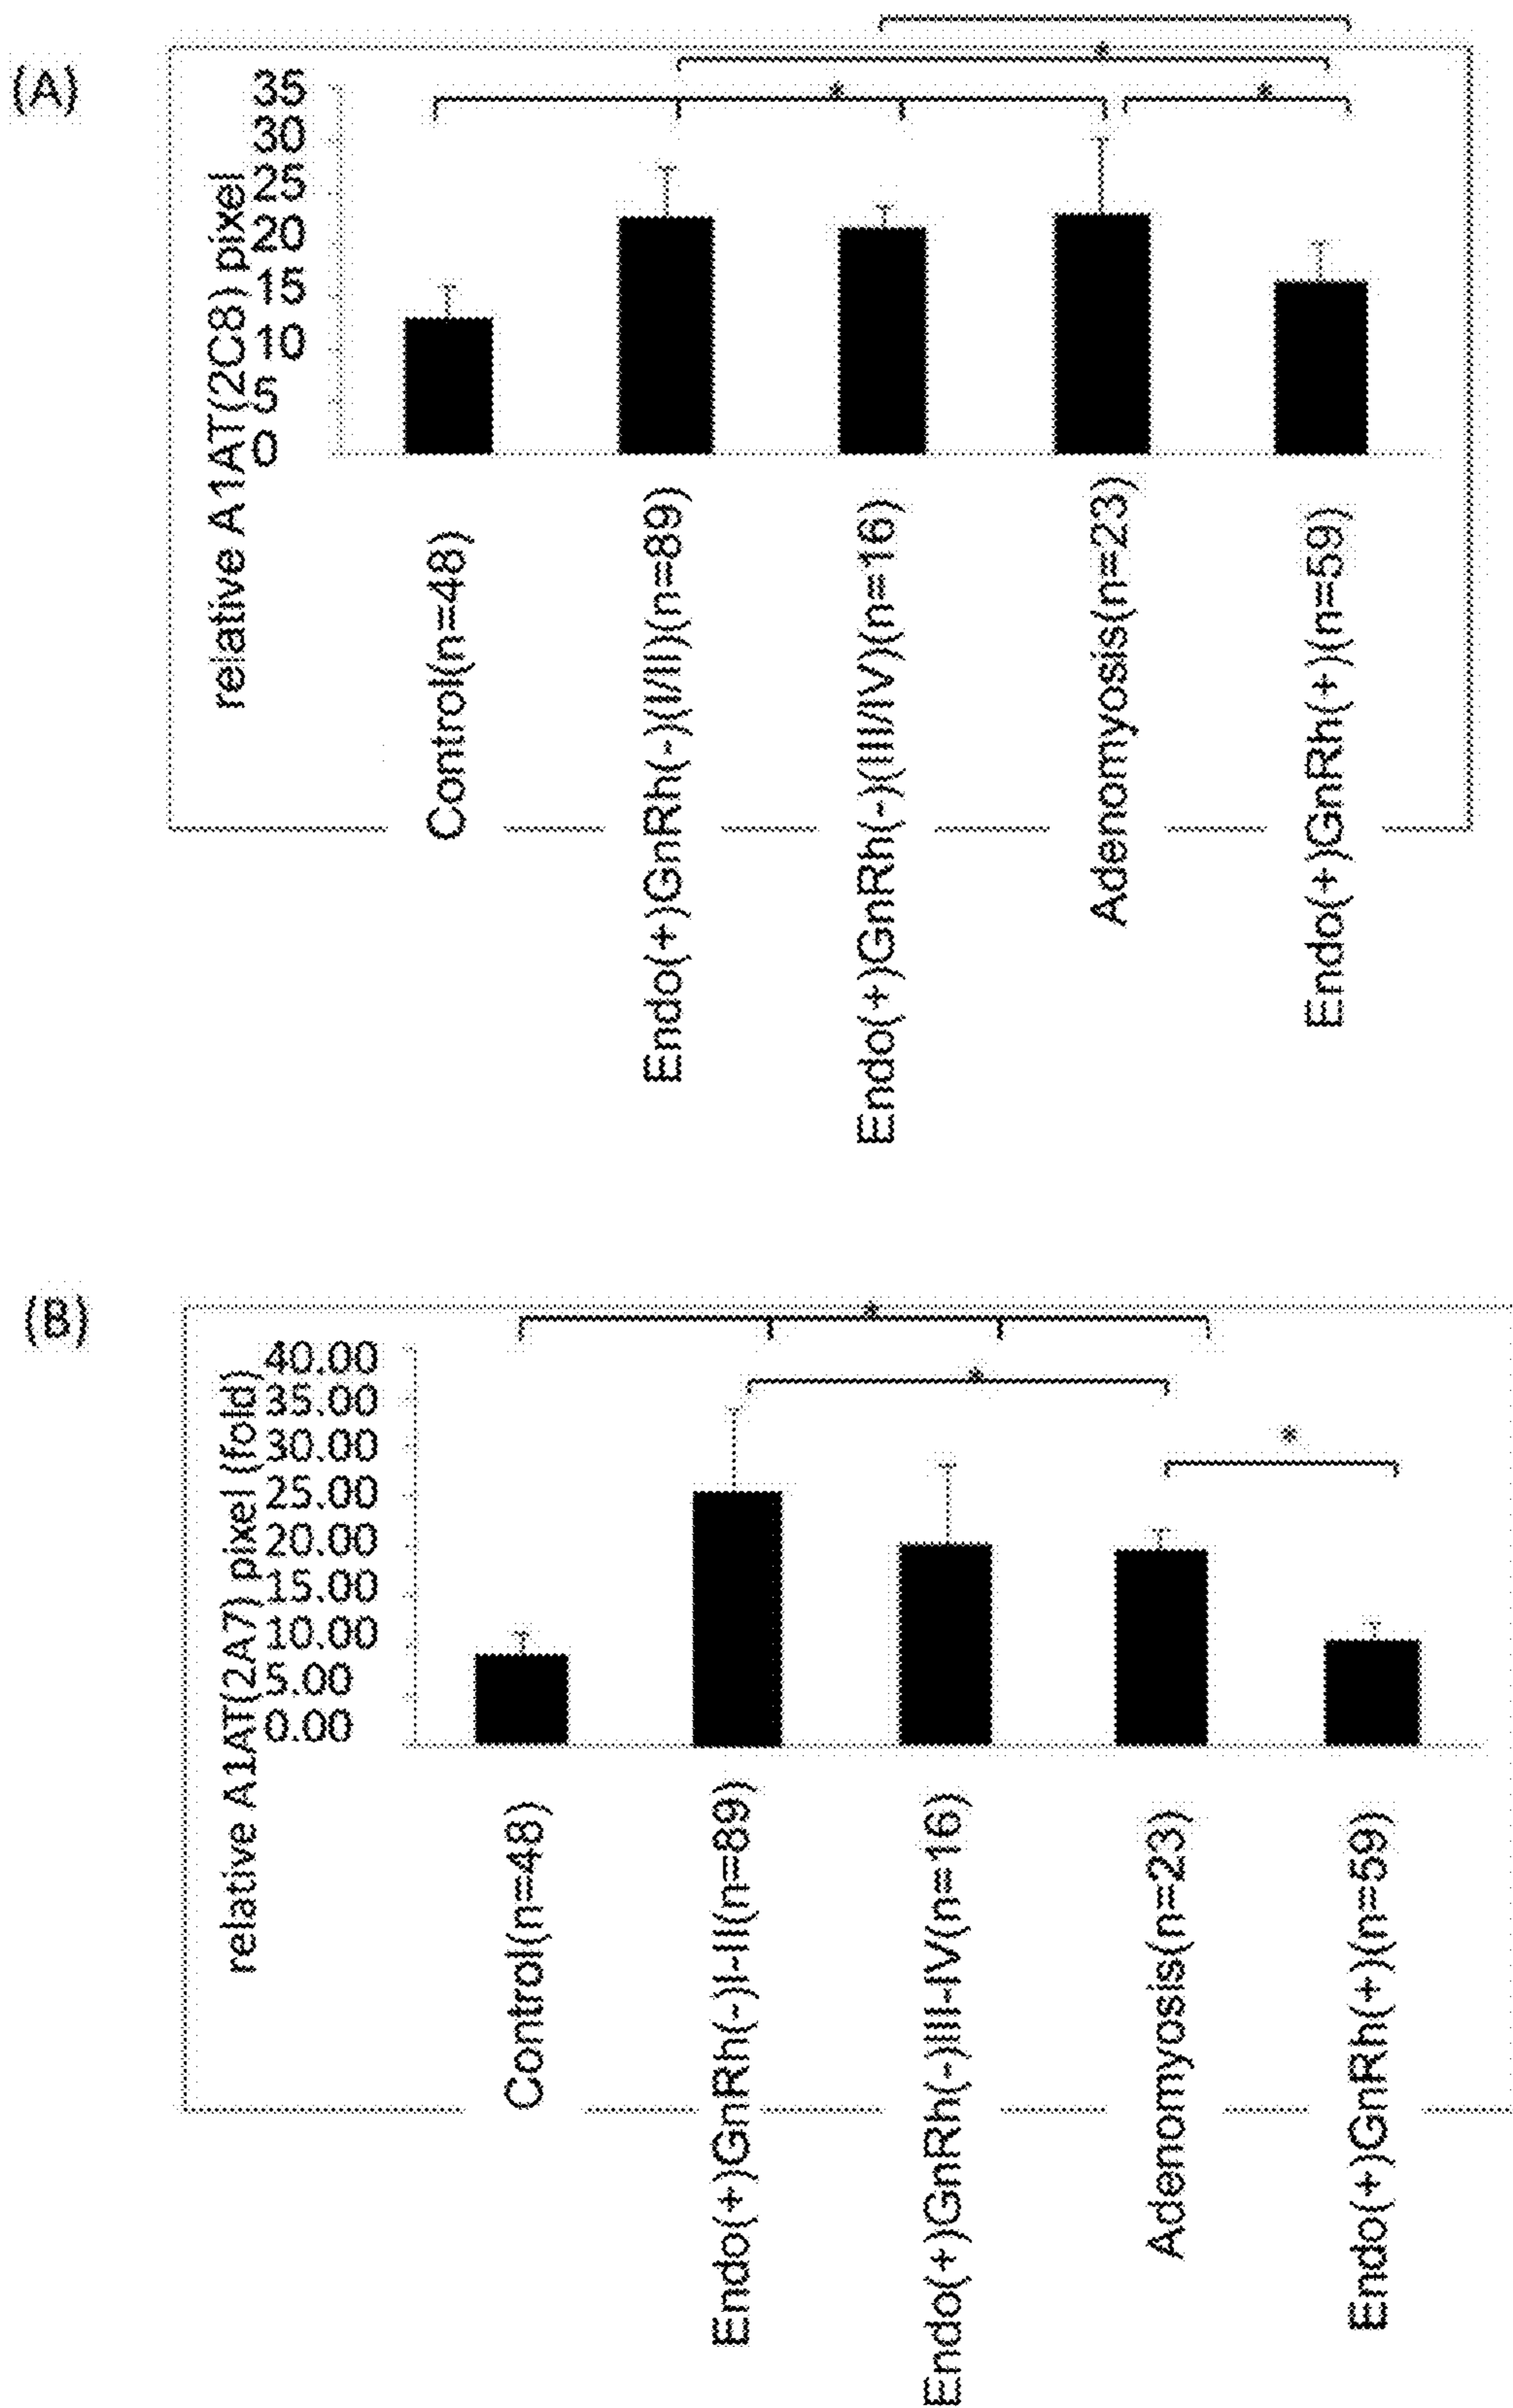 (A)
*
*
*
35
30
25
20
15
10
5
0
relative A1AT(2C8) pixel
Control(n=48)
Endo(+)GnRh(-)(I/II)(n=89)
Endo(+)GnRh(-)(III/IV)(n=16)
Adenomyosis(n=23)
Endo(+)GnRh(+)(n=59)
(B)
*
*
*
40.00
35.00
30.00
25.00
20.00
15.00
10.00
5.00
0.00
relative A1AT(2A7) pixel (fold)
Control(n=48)
Endo(+)GnRh(-)I-II(n=89)
Endo(+)GnRh(-)III-IV(n=16)
Adenomyosis(n=23)
Endo(+)GnRh(+)(n=59)